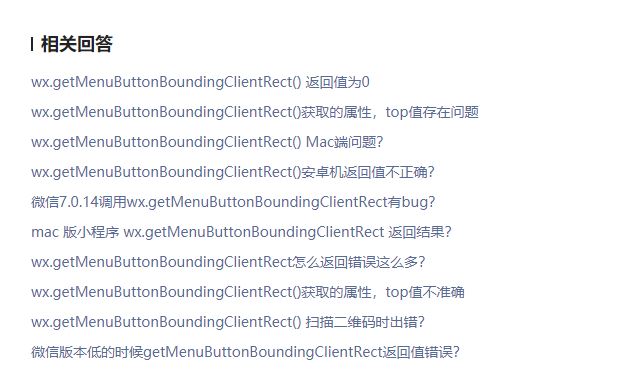 相关回答
wx.getMenuButtonBoundingClientRect() 返回值为0
wx.getMenuButtonBoundingClientRect()获取的属性，top值存在问题
wx.getMenuButtonBoundingClientRect() Mac端问题？
wx.getMenuButtonBoundingClientRect()安卓机返回值不正确？
微信7.0.14调用wx.getMenuButtonBoundingClientRect有bug？
mac 版小程序 wx.getMenuButtonBoundingClientRect 返回结果？
wx.getMenuButtonBoundingClientRect怎么返回错误这么多？
wx.getMenuButtonBoundingClientRect()获取的属性，top值不准确
wx.getMenuButtonBoundingClientRect() 扫描二维码时出错？
微信版本低的时候getMenuButtonBoundingClientRect返回值错误？